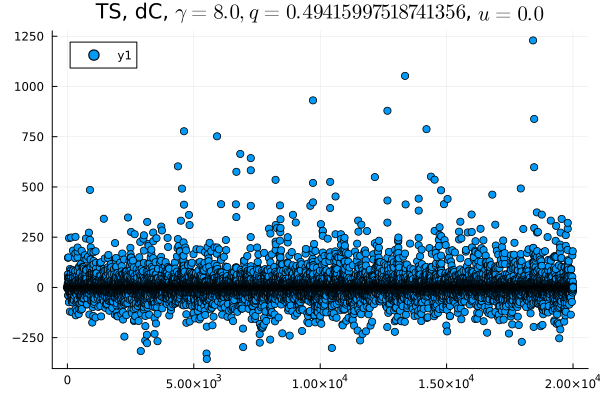 TS, dC, γ = 8.0, q = 0.49415997518741356, u = 0.0
1250
y1
1000
750
500
250
0
−250
0 5.00×10³ 1.00×10⁴ 1.50×10⁴ 2.00×10⁴